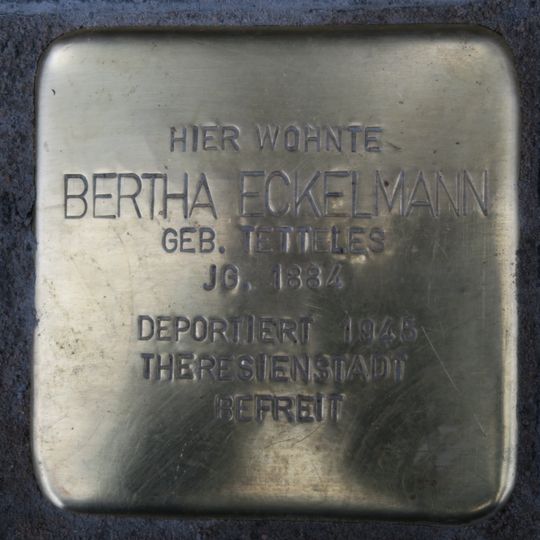 HIER WOHNTE
BERTHA ECKELMANN
GEB. TETTELES
JG. 1884
DEPORTIERT 1945
THERESIENSTADT
BEFREIT